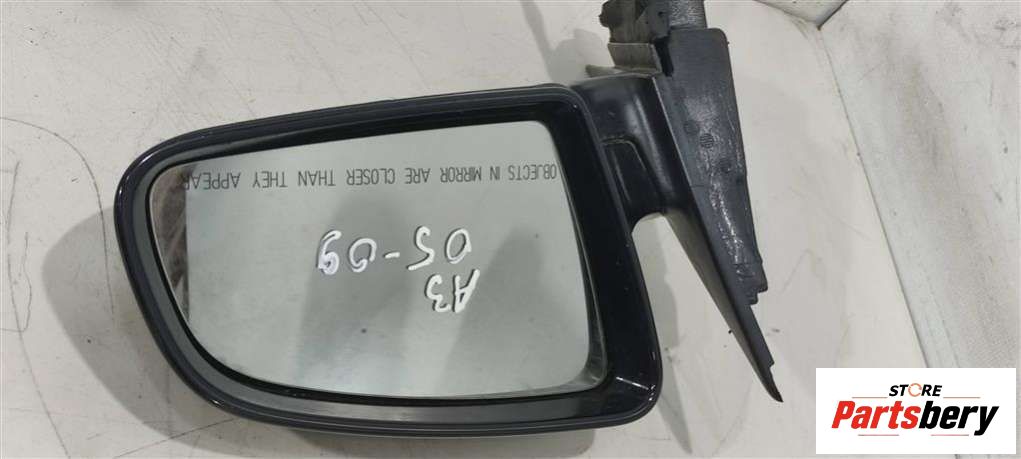 OBJECTS IN MIRROR ARE CLOSER THAN THEY APPEAR
A3
05-09
STORE
Partsbery